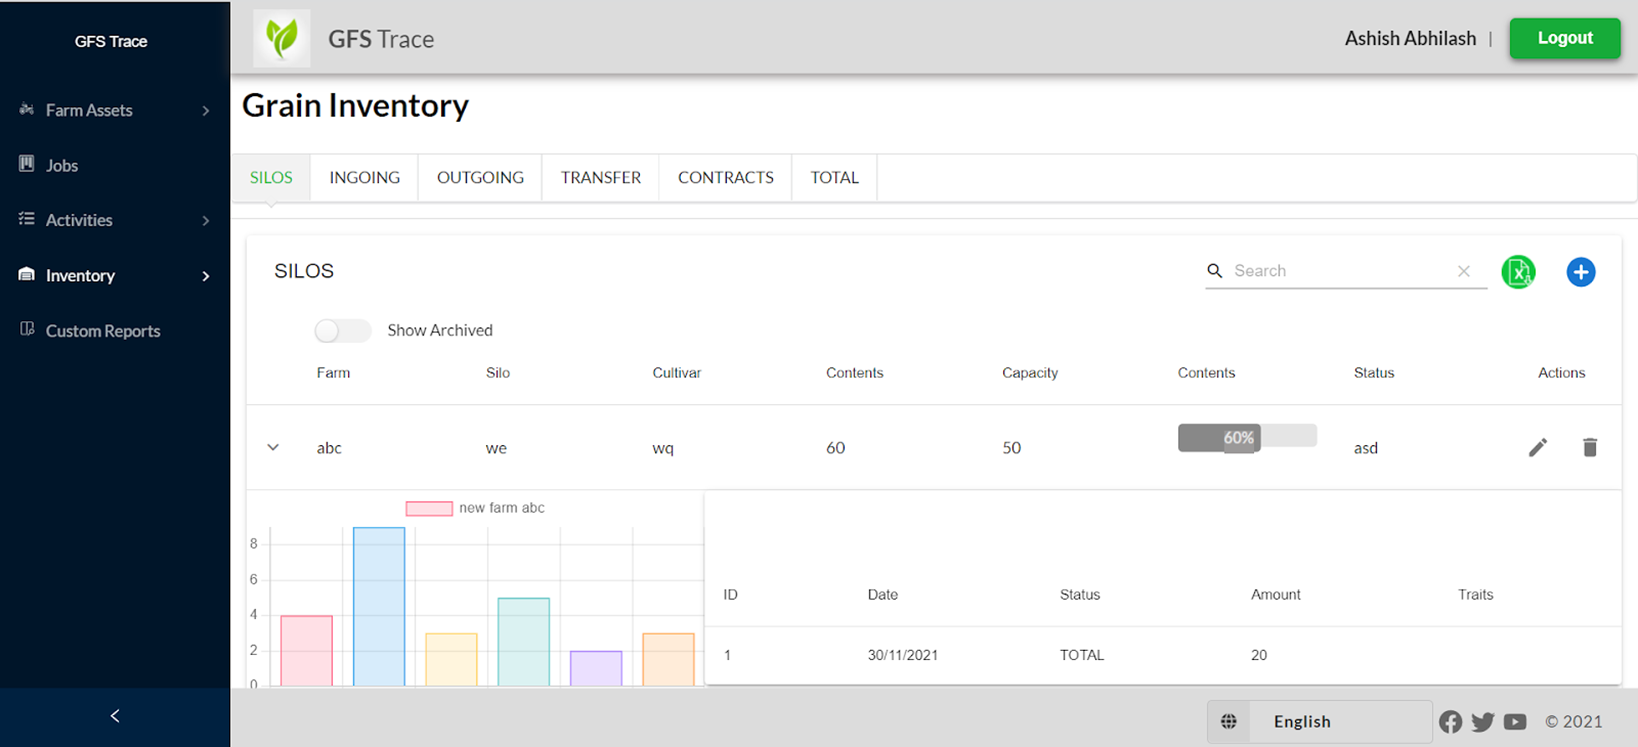 GFS Trace
Farm Assets
Jobs
Activities
Inventory
Custom Reports
GFS Trace
Ashish Abhilash |
Logout
Grain Inventory
SILOS INGOING OUTGOING TRANSFER CONTRACTS TOTAL
SILOS
Search
Show Archived
Farm Silo Cultivar Contents Capacity Contents Status Actions
abc we wq 60 50 60% asd
new farm abc
8
6
4
2
0
ID Date Status Amount Traits
1 30/11/2021 TOTAL 20
English
© 2021